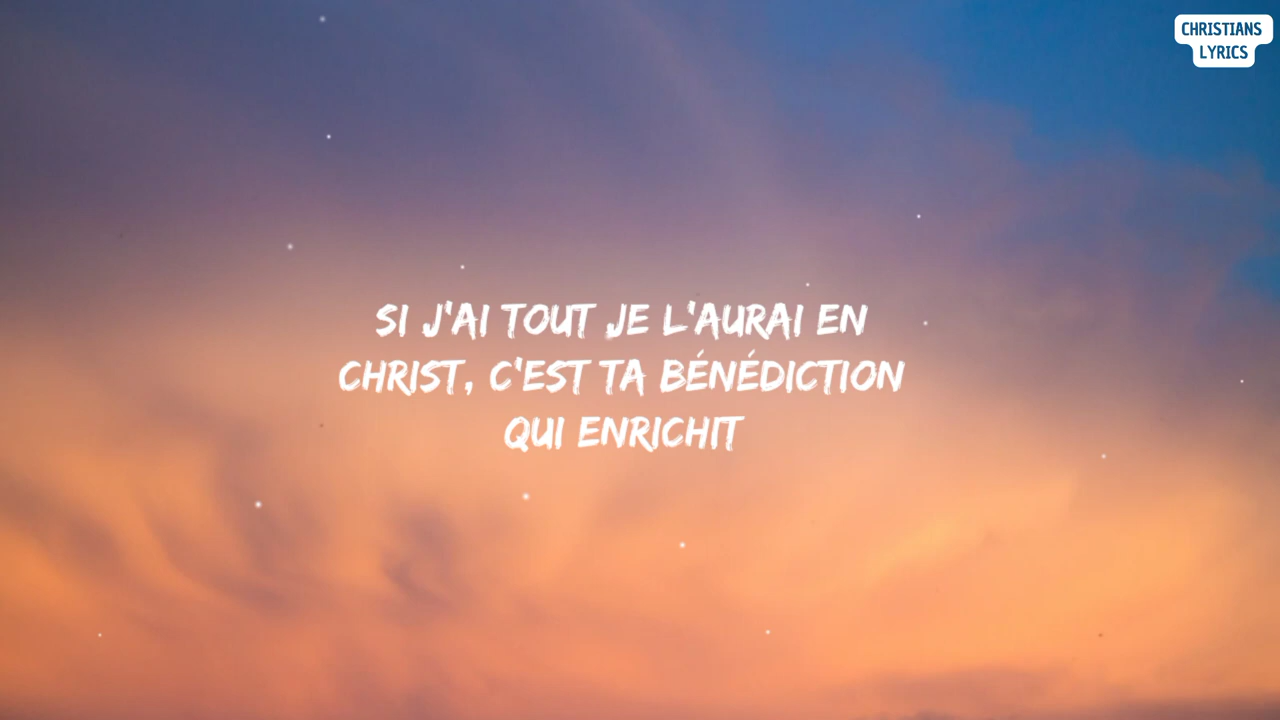 CHRISTIANS
LYRICS
SI J'AI TOUT JE L'AURAI EN
CHRIST, C'EST TA BÉNÉDICTION
QUI ENRICHIT